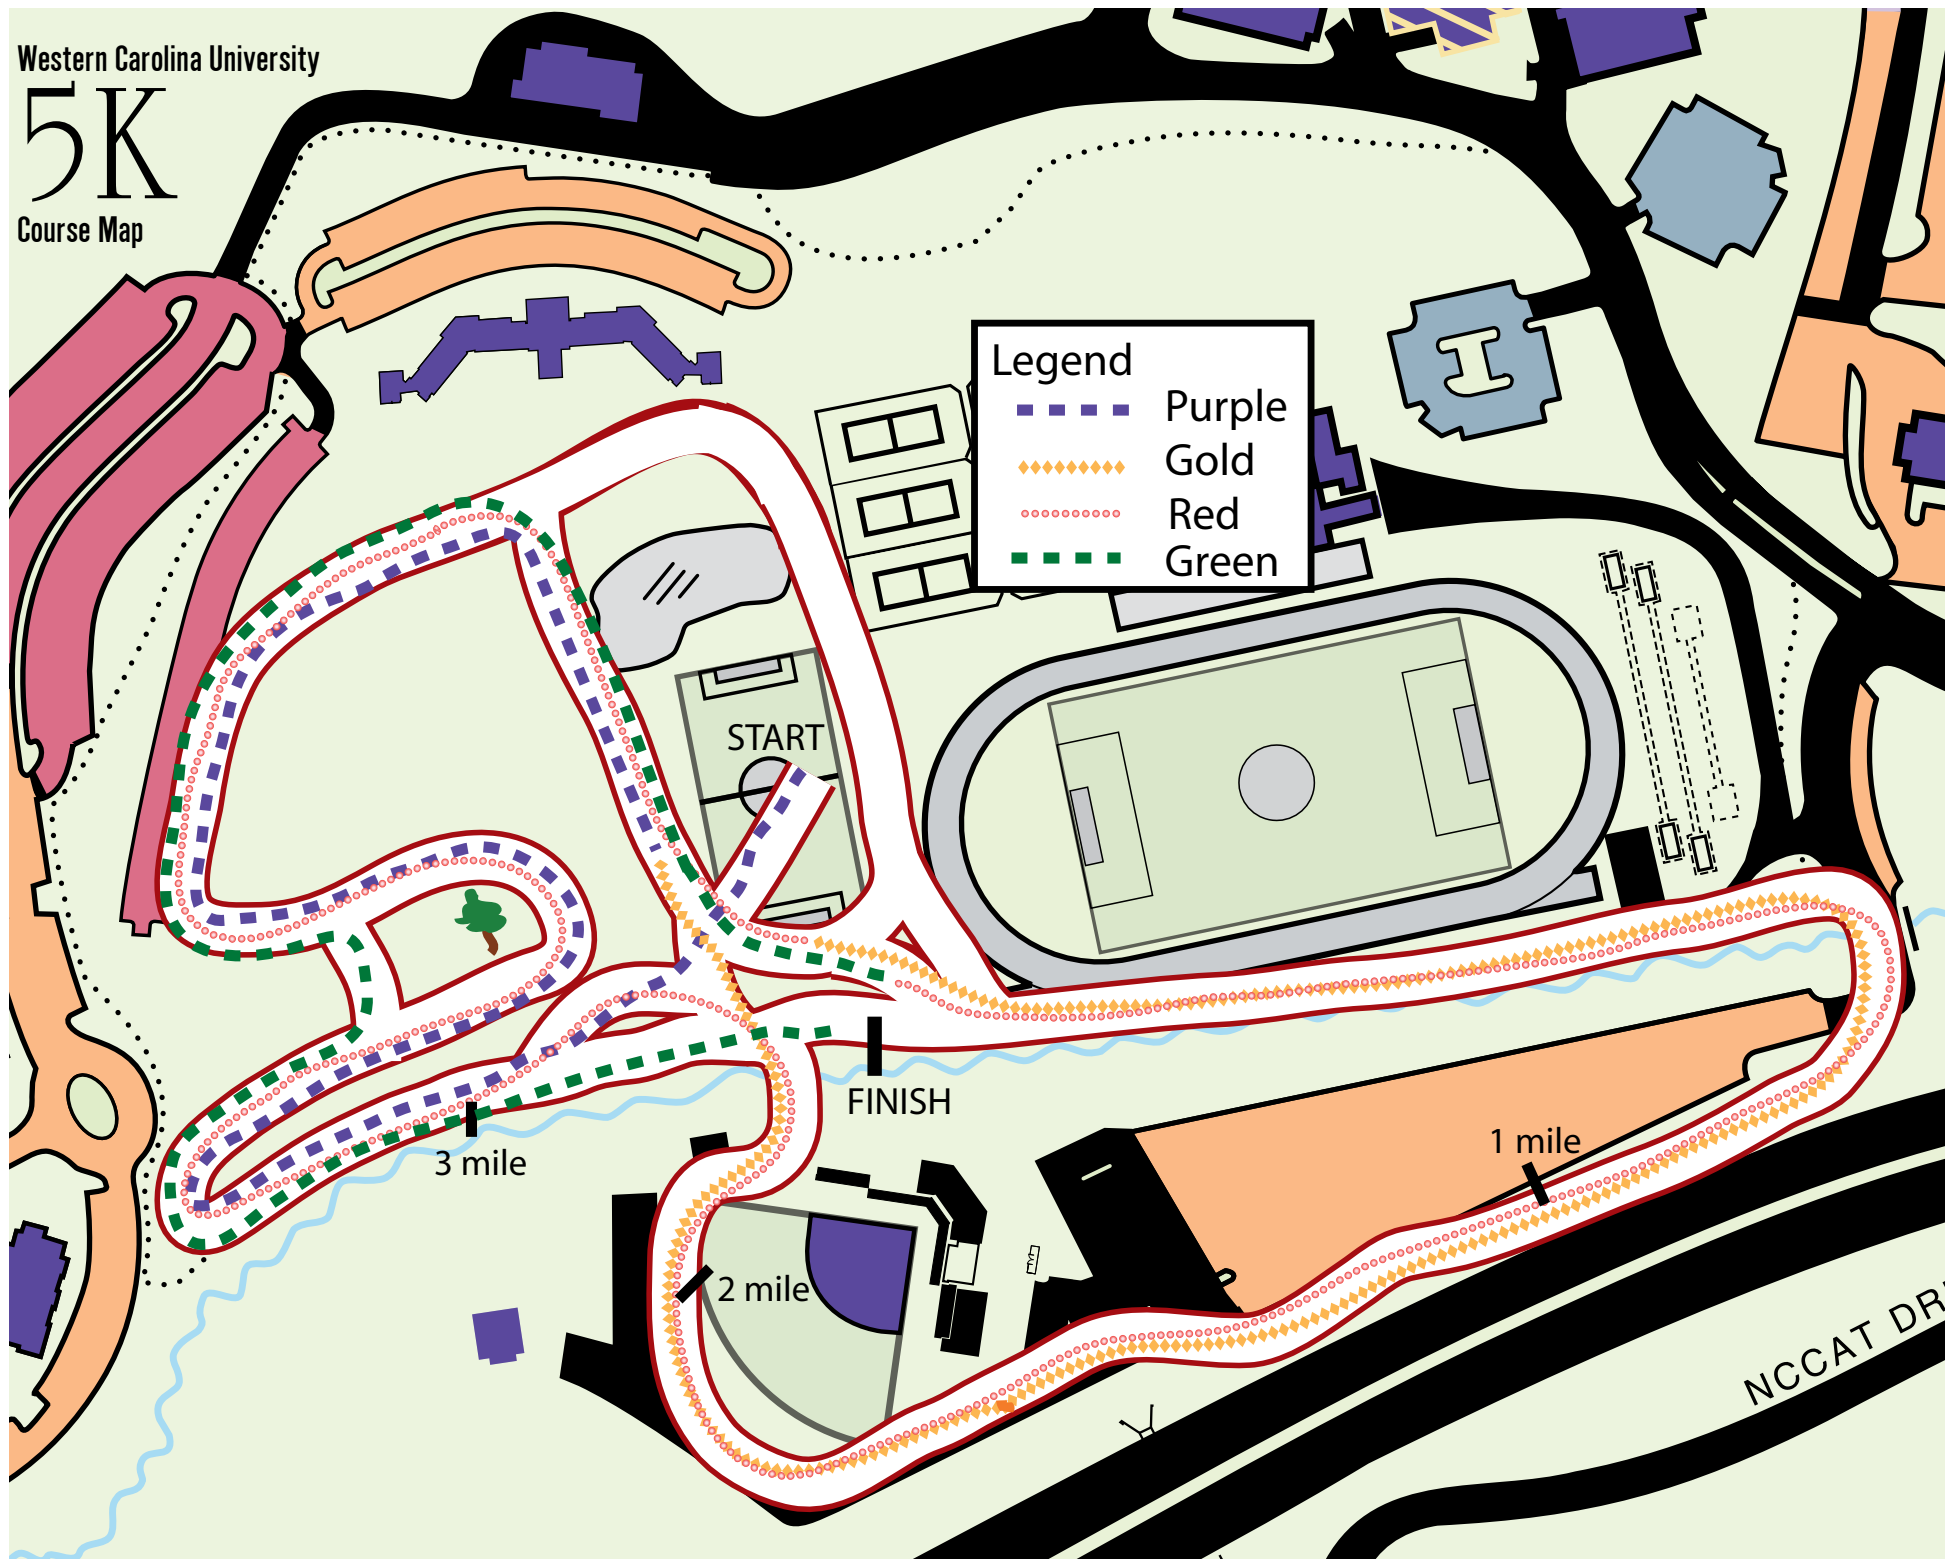 Western Carolina University
5K
Course Map
Legend
Purple
Gold
Red
Green
START
FINISH
1 mile
3 mile
2 mile
NCCAT DR